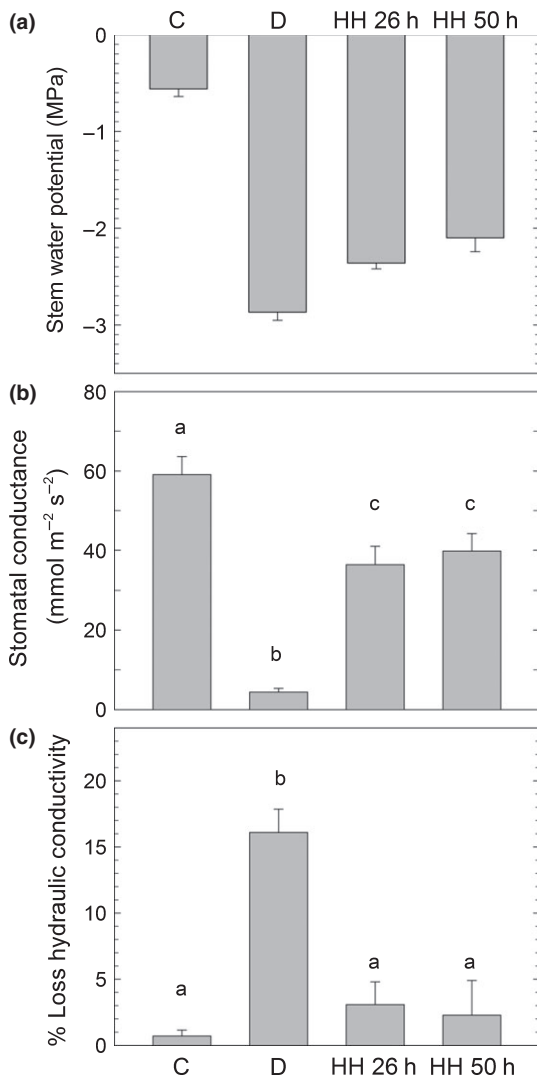 (a)
C D HH 26 h HH 50 h
0
−1
−2
−3
Stem water potential (MPa)
(b)
80
60
40
20
0
Stomatal conductance
(mmol m⁻² s⁻²)
a
b
c
c
(c)
20
15
10
5
0
% Loss hydraulic conductivity
a
b
a
a
C D HH 26 h HH 50 h